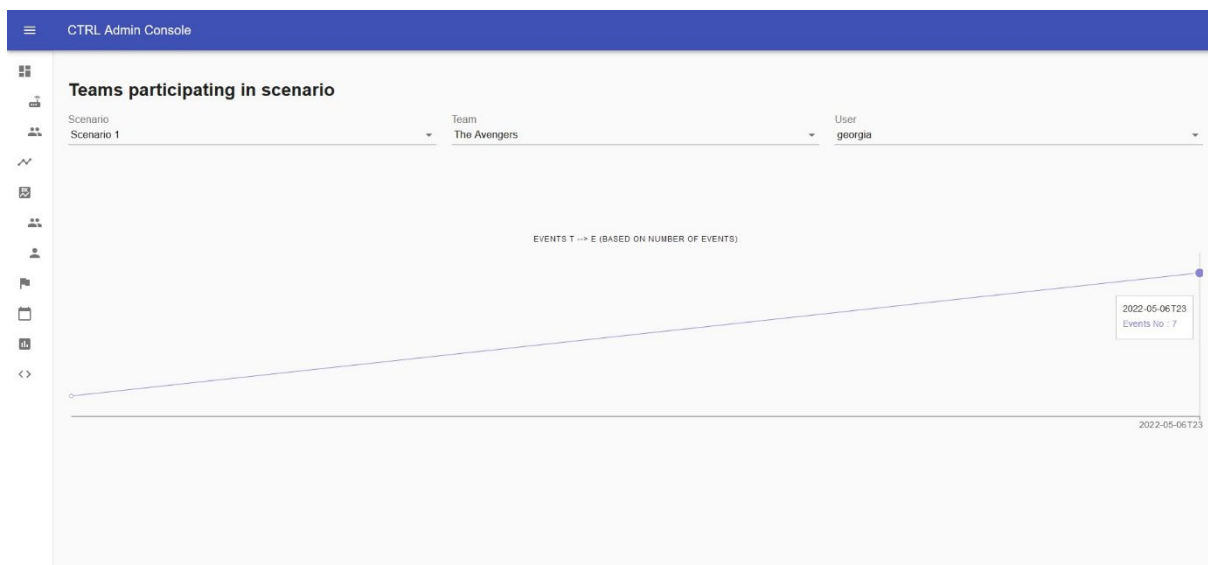 CTRL Admin Console
Teams participating in scenario
Scenario Team User
Scenario 1 The Avengers georgia
EVENTS T --> E (BASED ON NUMBER OF EVENTS)
2022-05-06T23
Events No : 7
2022-05-06T23